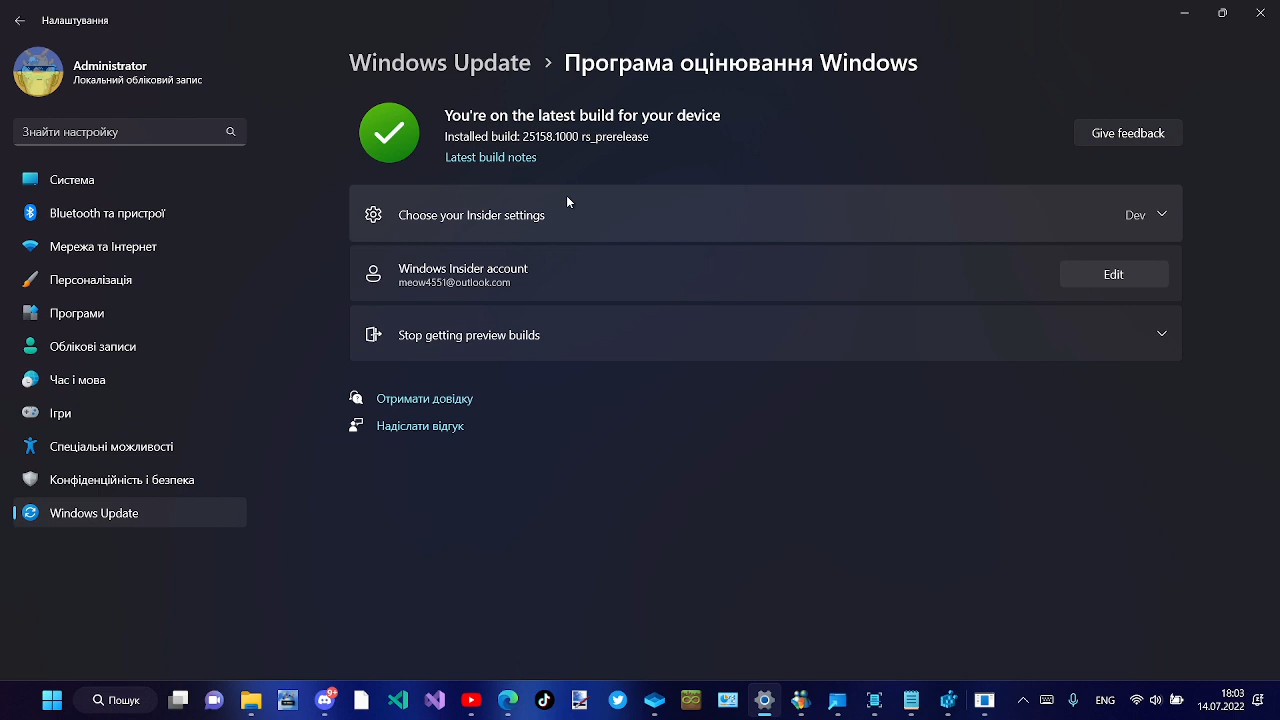 Налаштування
Administrator
Локальний обліковий запис
Знайти настройку
Система
Bluetooth та пристрої
Мережа та Інтернет
Персоналізація
Програми
Облікові записи
Час і мова
Ігри
Спеціальні можливості
Конфіденційність і безпека
Windows Update
Windows Update › Програма оцінювання Windows
You're on the latest build for your device
Installed build: 25158.1000 rs_prerelease
Latest build notes
Give feedback
Choose your Insider settings
Dev
Windows Insider account
meow4551@outlook.com
Edit
Stop getting preview builds
Отримати довідку
Надіслати відгук
Пошук
9+
ENG
18:03
14.07.2022